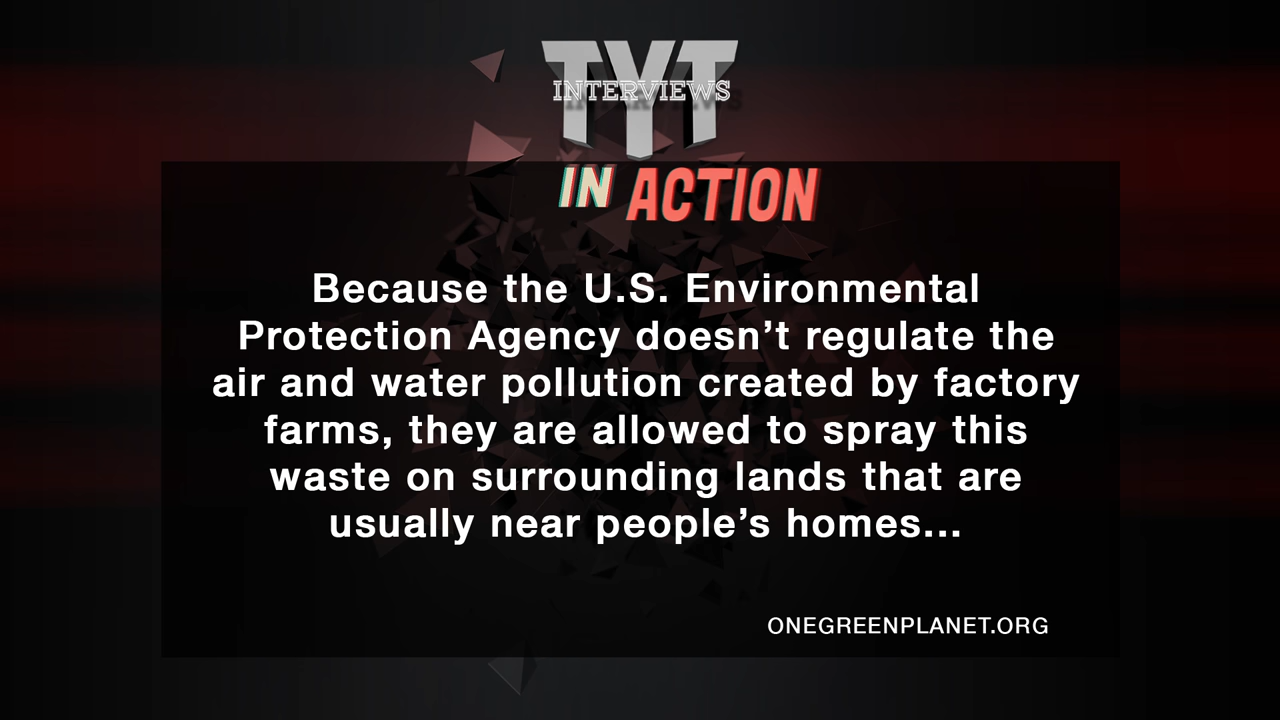 TYT
INTERVIEWS
IN ACTION
Because the U.S. Environmental
Protection Agency doesn’t regulate the
air and water pollution created by factory
farms, they are allowed to spray this
waste on surrounding lands that are
usually near people’s homes...
ONEGREENPLANET.ORG